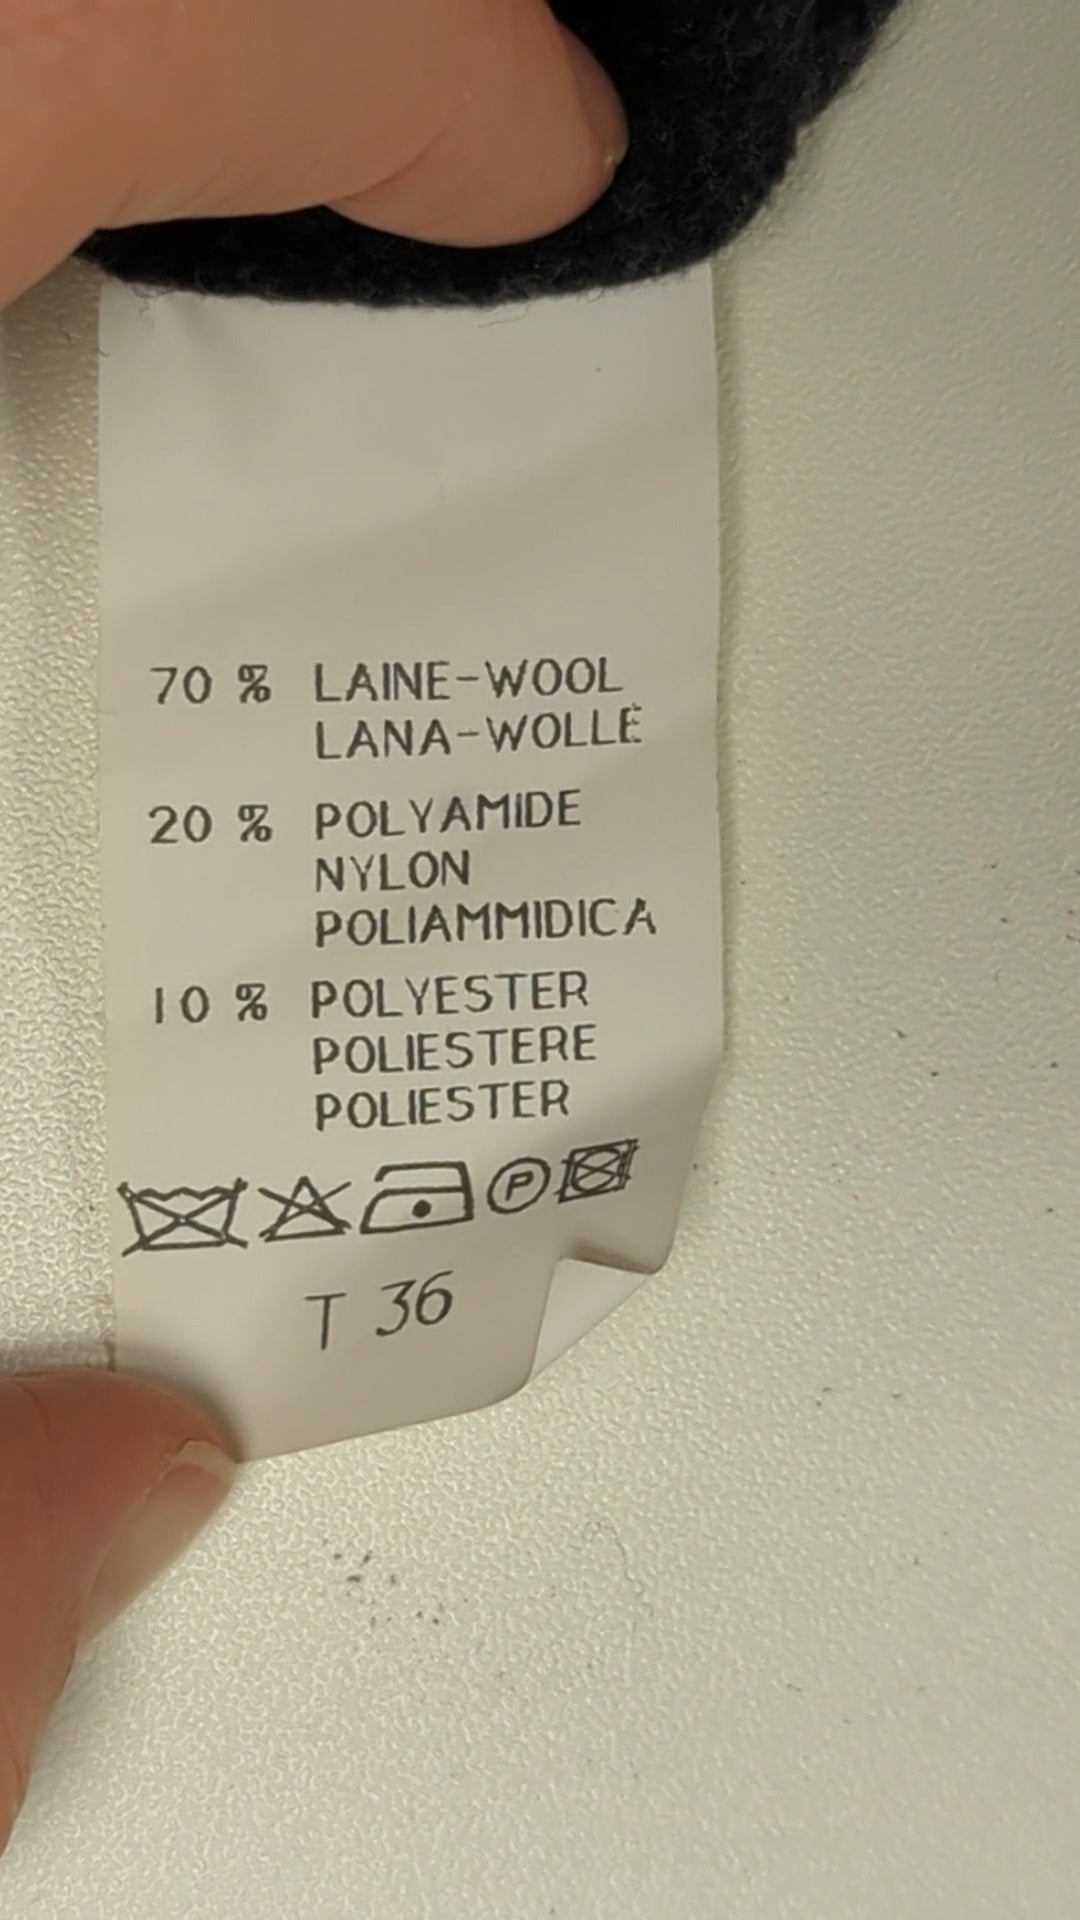 70 % LAINE-WOOL
LANA-WOLLE
20 % POLYAMIDE
NYLON
POLIAMMIDICA
10 % POLYESTER
POLIESTERE
POLIESTER
P
T 36